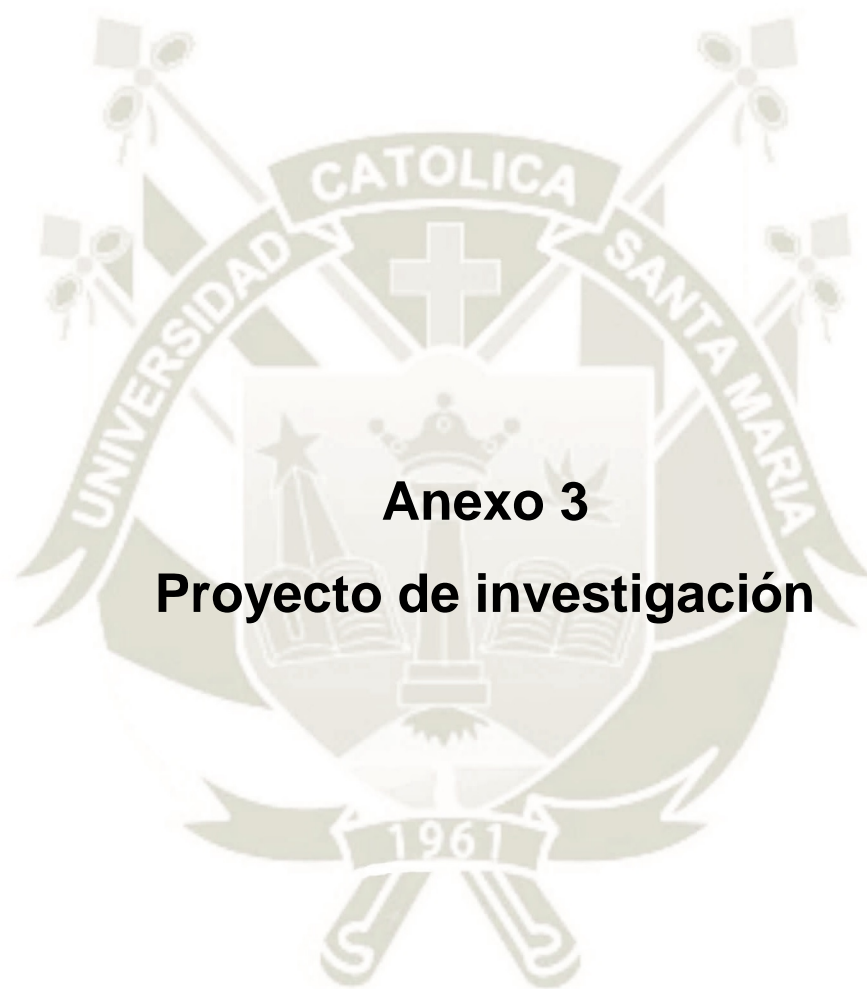 CATOLICA
UNIVERSIDAD
SANTA MARIA
Anexo 3
Proyecto de investigación
1961